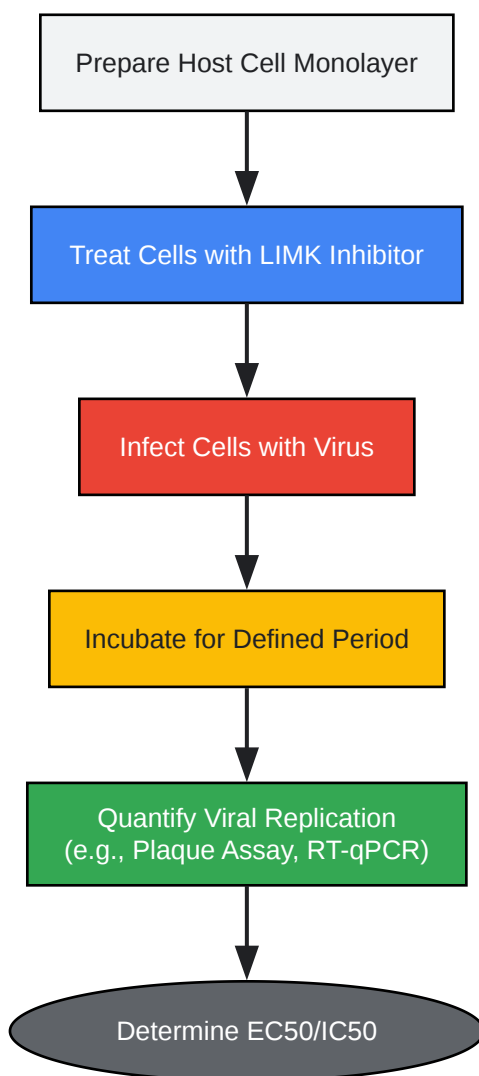 Prepare Host Cell Monolayer
Treat Cells with LIMK Inhibitor
Infect Cells with Virus
Incubate for Defined Period
Quantify Viral Replication
(e.g., Plaque Assay, RT-qPCR)
Determine EC50/IC50